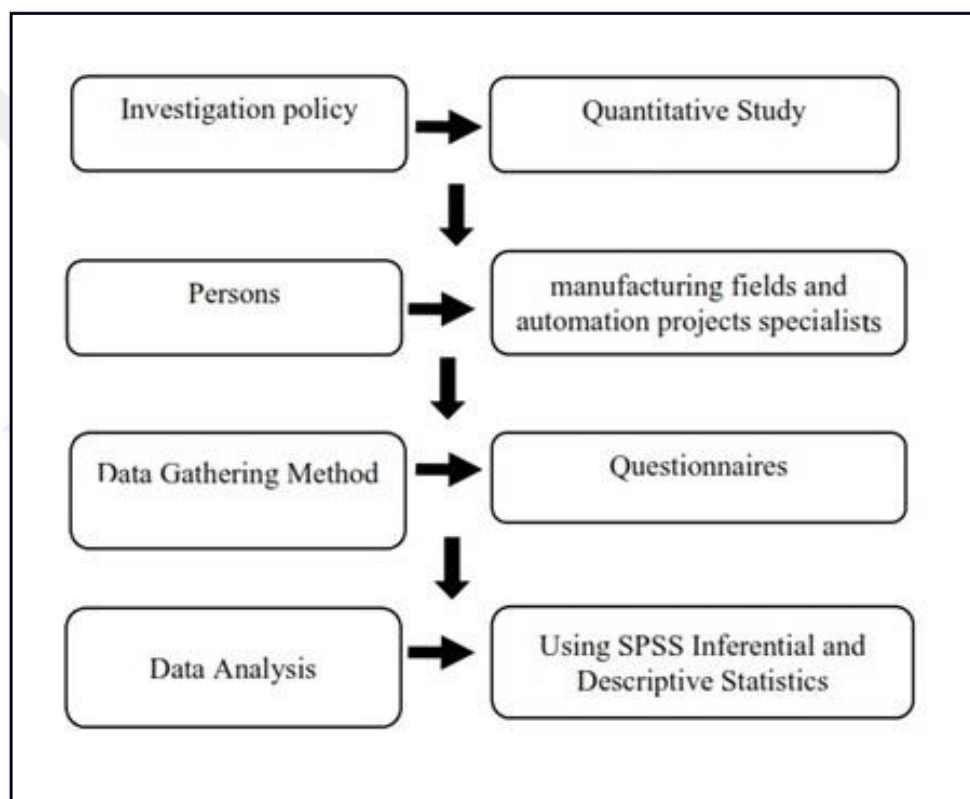 Investigation policy
Quantitative Study
Persons
manufacturing fields and
automation projects specialists
Data Gathering Method
Questionnaires
Data Analysis
Using SPSS Inferential and
Descriptive Statistics